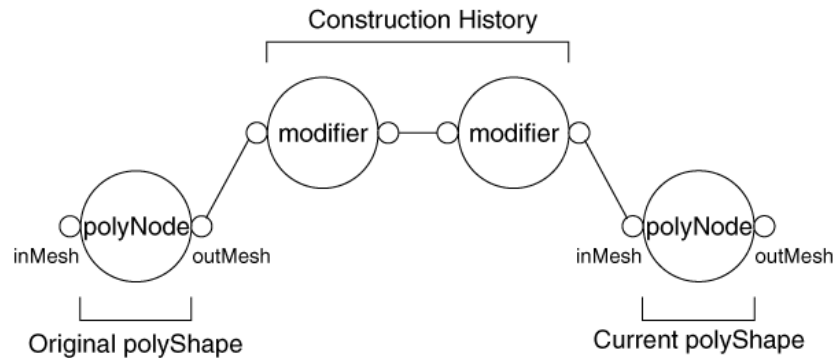 Construction History
modifier modifier
polyNode polyNode
inMesh outMesh inMesh outMesh
Original polyShape Current polyShape